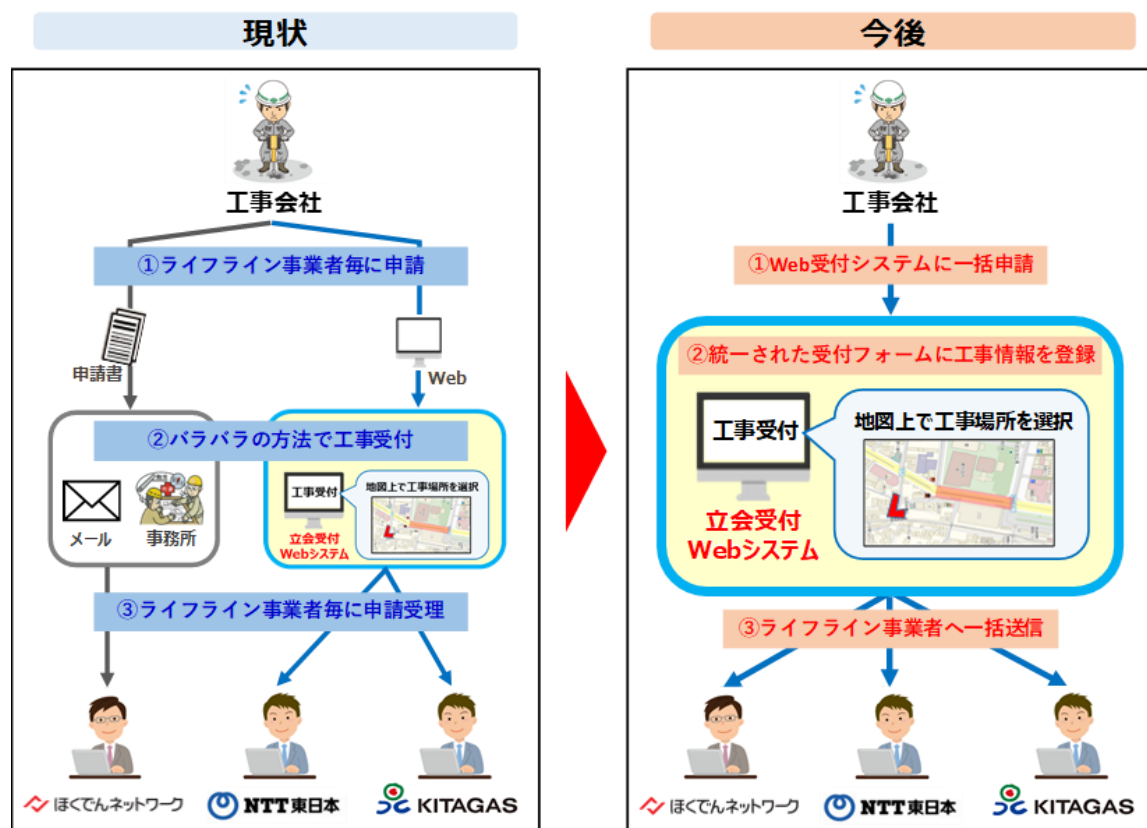 現状
工事会社
①ライフライン事業者毎に申請
申請書
Web
②バラバラの方法で工事受付
メール
事務所
工事受付
地図上で工事場所を選択
立会受付
Webシステム
③ライフライン事業者毎に申請受理
ほくでんネットワーク
NTT東日本
KITAGAS
今後
工事会社
①Web受付システムに一括申請
②統一された受付フォームに工事情報を登録
工事受付
地図上で工事場所を選択
立会受付
Webシステム
③ライフライン事業者へ一括送信
ほくでんネットワーク
NTT東日本
KITAGAS